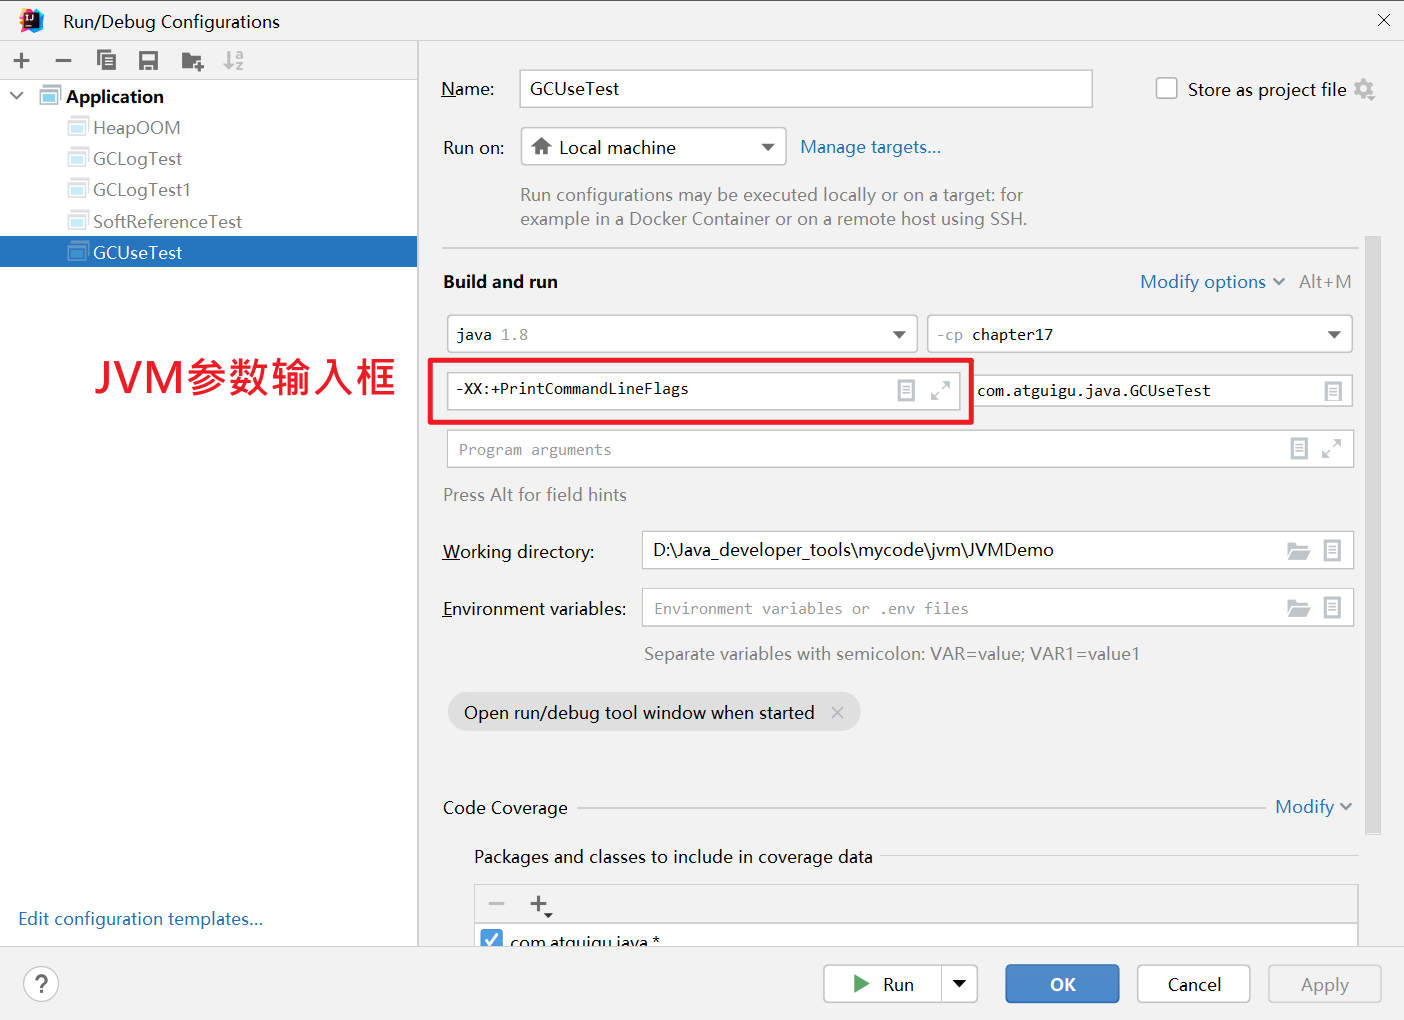 Run/Debug Configurations
Application
HeapOOM
GCLogTest
GCLogTest1
SoftReferenceTest
GCUseTest
JVM参数输入框
Edit configuration templates...
Name: GCUseTest
Store as project file
Run on: Local machine Manage targets...
Run configurations may be executed locally or on a target: for
example in a Docker Container or on a remote host using SSH.
Build and run
Modify options Alt+M
java 1.8
-cp chapter17
-XX:+PrintCommandLineFlags
com.atguigu.java.GCUseTest
Program arguments
Press Alt for field hints
Working directory: D:\Java_developer_tools\mycode\jvm\JVMDemo
Environment variables: Environment variables or .env files
Separate variables with semicolon: VAR=value; VAR1=value1
Open run/debug tool window when started
Code Coverage
Modify
Packages and classes to include in coverage data
com.atguigu.java.*
?
Run
OK
Cancel
Apply